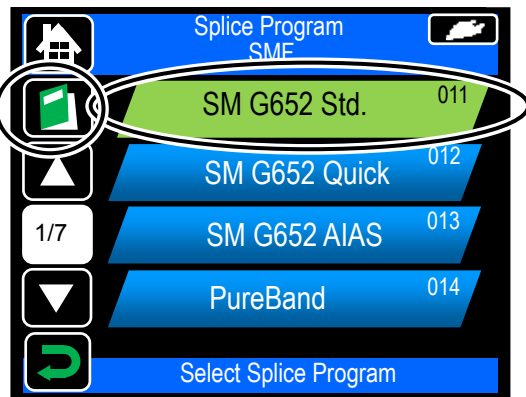 Splice Program
SMF
SM G652 Std.
011
SM G652 Quick
012
1/7
SM G652 AIAS
013
PureBand
014
Select Splice Program